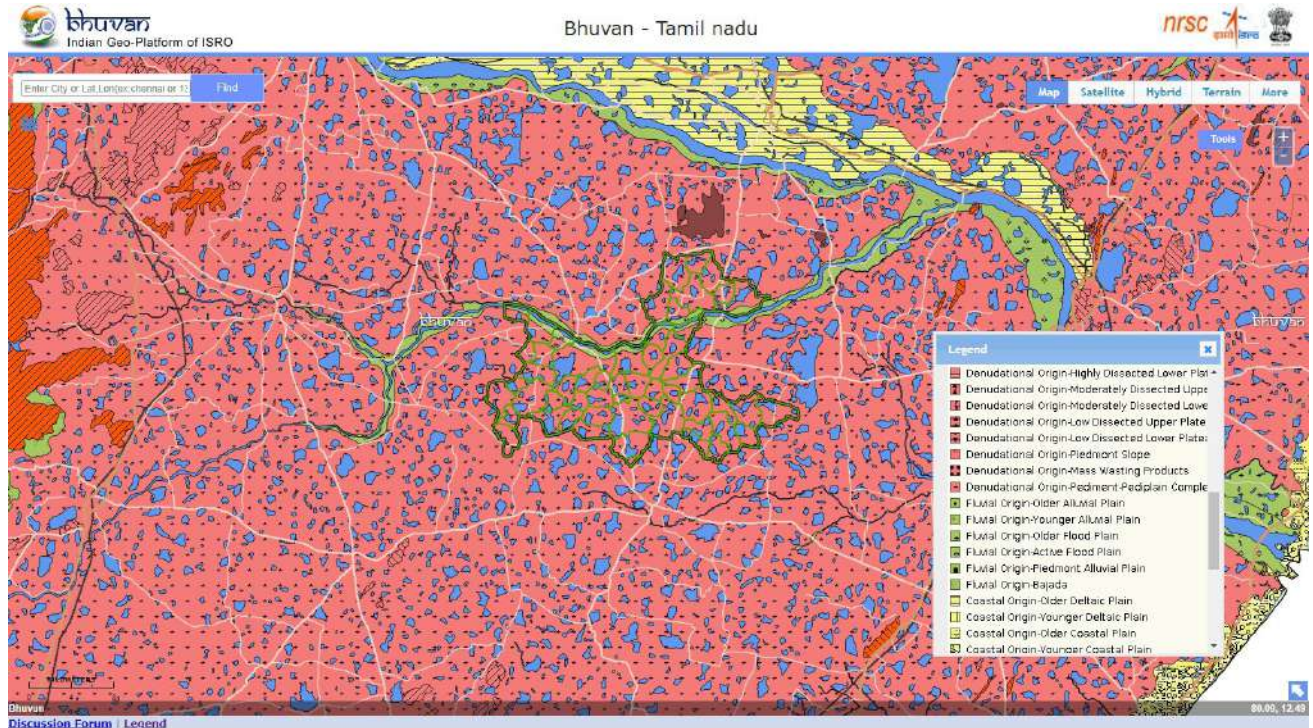 bhuvan
Indian Geo-Platform of ISRO
Bhuvan - Tamil nadu
nrsc
इसरो isro
Enter City or Lat,Lon(ex:chennai or 13
Find
Map Satellite Hybrid Terrain More
Tools
+
-
bhuvan
bhuvan
Legend
Denudational Origin-Highly Dissected Lower Plat
Denudational Origin-Moderately Dissected Uppe
Denudational Origin-Moderately Dissected Lowe
Denudational Origin-Low Dissected Upper Plate
Denudational Origin-Low Dissected Lower Platea
Denudational Origin-Piedmont Slope
Denudational Origin-Mass Wasting Products
Denudational Origin-Pediment-Pediplain Comple
Fluvial Origin-Older Alluvial Plain
Fluvial Origin-Younger Alluvial Plain
Fluvial Origin-Older Flood Plain
Fluvial Origin-Active Flood Plain
Fluvial Origin-Piedmont Alluvial Plain
Fluvial Origin-Bajada
Coastal Origin-Older Deltaic Plain
Coastal Origin-Younger Deltaic Plain
Coastal Origin-Older Coastal Plain
Coastal Origin-Younger Coastal Plain
Bhuvan
80.00, 12.49
Discussion Forum | Legend